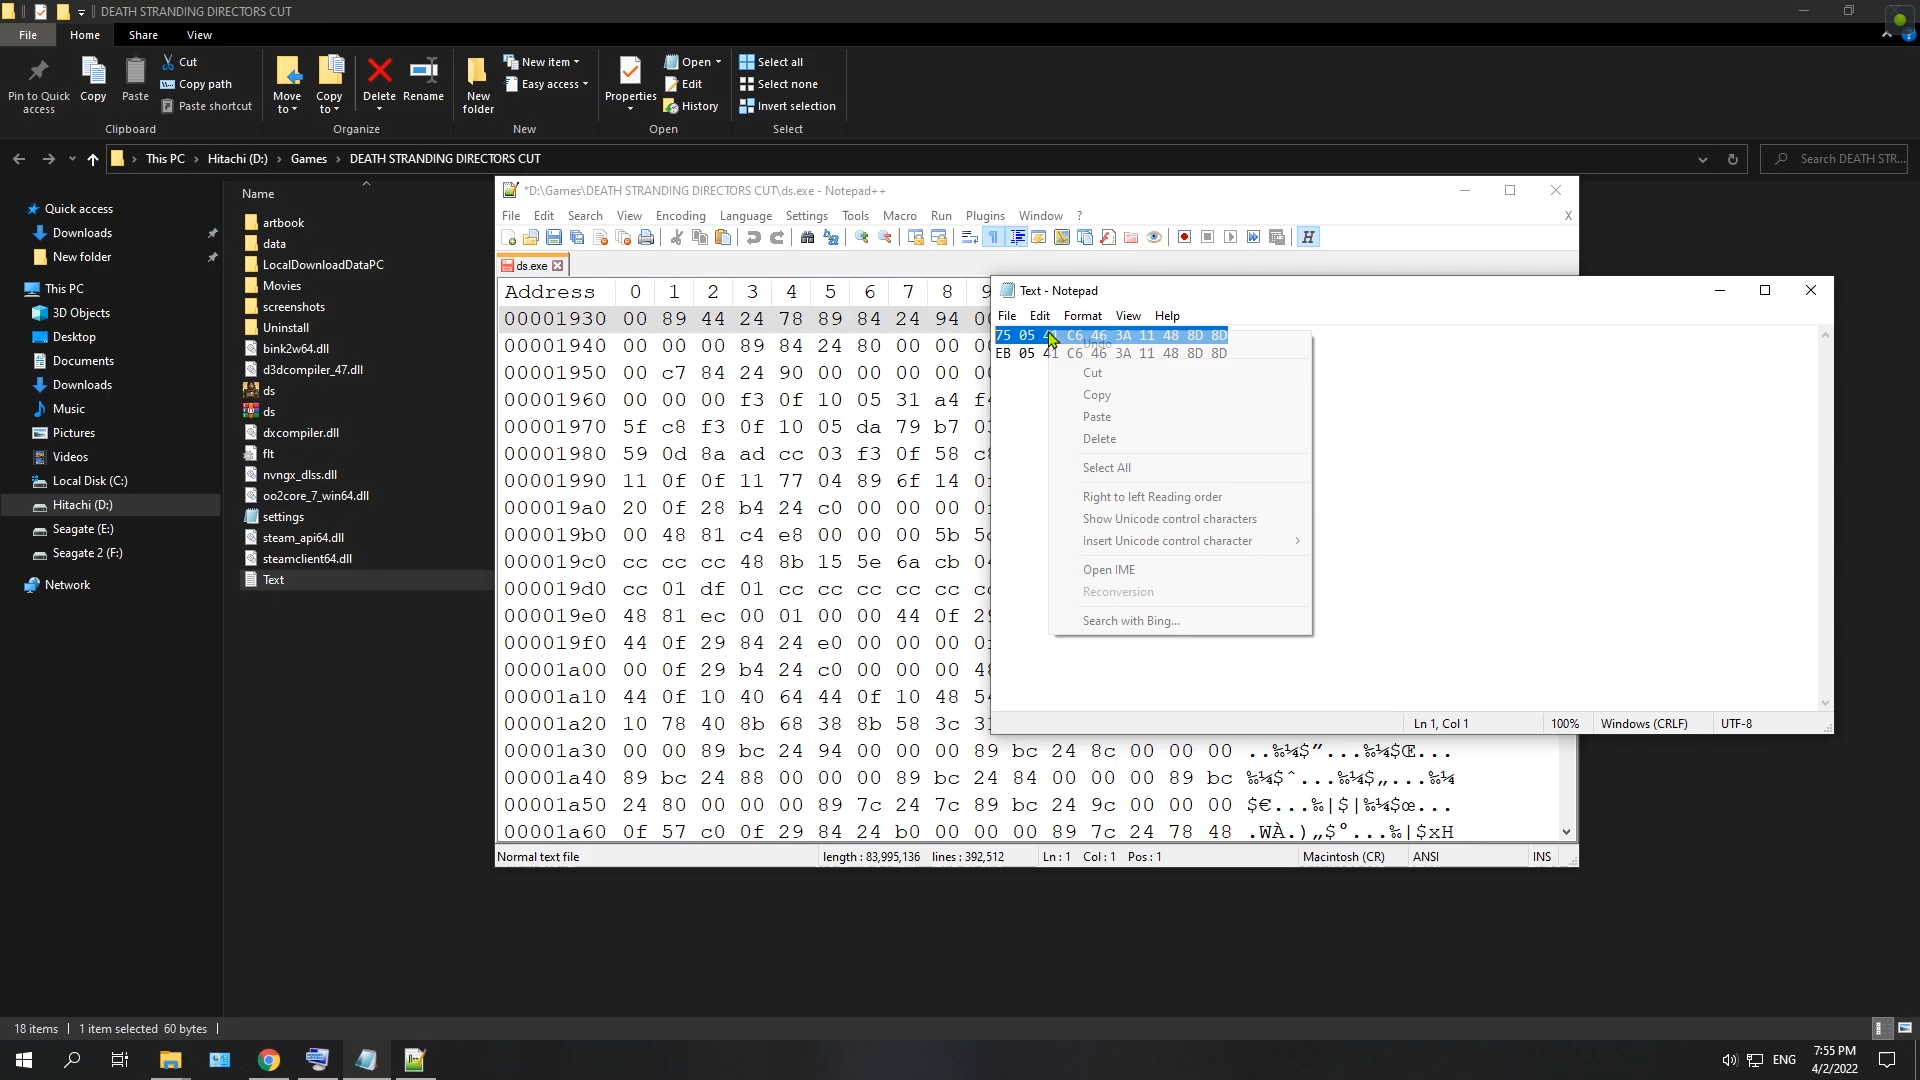 DEATH STRANDING DIRECTORS CUT
File Home Share View
Pin to Quick access
Copy
Paste
Cut
Copy path
Paste shortcut
Clipboard
Move to
Copy to
Delete
Rename
Organize
New folder
New item
Easy access
New
Properties
Open
Edit
History
Open
Select all
Select none
Invert selection
Select
This PC › Hitachi (D:) › Games › DEATH STRANDING DIRECTORS CUT
Search DEATH STR...
Quick access
Downloads
New folder
This PC
3D Objects
Desktop
Documents
Downloads
Music
Pictures
Videos
Local Disk (C:)
Hitachi (D:)
Seagate (E:)
Seagate 2 (F:)
Network
Name
artbook
data
LocalDownloadDataPC
Movies
screenshots
Uninstall
bink2w64.dll
d3dcompiler_47.dll
ds
ds
dxcompiler.dll
flt
nvngx_dlss.dll
oo2core_7_win64.dll
settings
steam_api64.dll
steamclient64.dll
Text
*D:\Games\DEATH STRANDING DIRECTORS CUT\ds.exe - Notepad++
File Edit Search View Encoding Language Settings Tools Macro Run Plugins Window ? X
ds.exe
Address 0 1 2 3 4 5 6 7 8 9
00001930 00 89 44 24 78 89 84 24 94
00001940 00 00 00 89 84 24 80 00 00
00001950 00 c7 84 24 90 00 00 00 00
00001960 00 00 00 f3 0f 10 05 31 a4
00001970 5f c8 f3 0f 10 05 da 79 b7
00001980 59 0d 8a ad cc 03 f3 0f 58
00001990 11 0f 0f 11 77 04 89 6f 14
000019a0 20 0f 28 b4 24 c0 00 00 00
000019b0 00 48 81 c4 e8 00 00 00 5b
000019c0 cc cc cc 48 8b 15 5e 6a cb
000019d0 cc 01 df 01 cc cc cc cc cc
000019e0 48 81 ec 00 01 00 00 44 0f
000019f0 44 0f 29 84 24 e0 00 00 00
00001a00 00 0f 29 b4 24 c0 00 00 00
00001a10 44 0f 10 40 64 44 0f 10 48
00001a20 10 78 40 8b 68 38 8b 58 3c
00001a30 00 00 89 bc 24 94 00 00 00 89 bc 24 8c 00 00 00 ..‰¼$”...‰¼$Œ...
00001a40 89 bc 24 88 00 00 00 89 bc 24 84 00 00 00 89 bc ‰¼$ˆ...‰¼$„...‰¼
00001a50 24 80 00 00 00 89 7c 24 7c 89 bc 24 9c 00 00 00 $€...‰|$|‰¼$œ...
00001a60 0f 57 c0 0f 29 84 24 b0 00 00 00 89 7c 24 78 48 .WÀ.)„$°...‰|$xH
Normal text file length : 83,995,136 lines : 392,512 Ln : 1 Col : 1 Pos : 1 Macintosh (CR) ANSI INS
Text - Notepad
File Edit Format View Help
75 05 41 C6 46 3A 11 48 8D 8D
EB 05 41 C6 46 3A 11 48 8D 8D
Undo
Cut
Copy
Paste
Delete
Select All
Right to left Reading order
Show Unicode control characters
Insert Unicode control character
Open IME
Reconversion
Search with Bing...
Ln 1, Col 1 100% Windows (CRLF) UTF-8
18 items 1 item selected 60 bytes
ENG
7:55 PM
4/2/2022